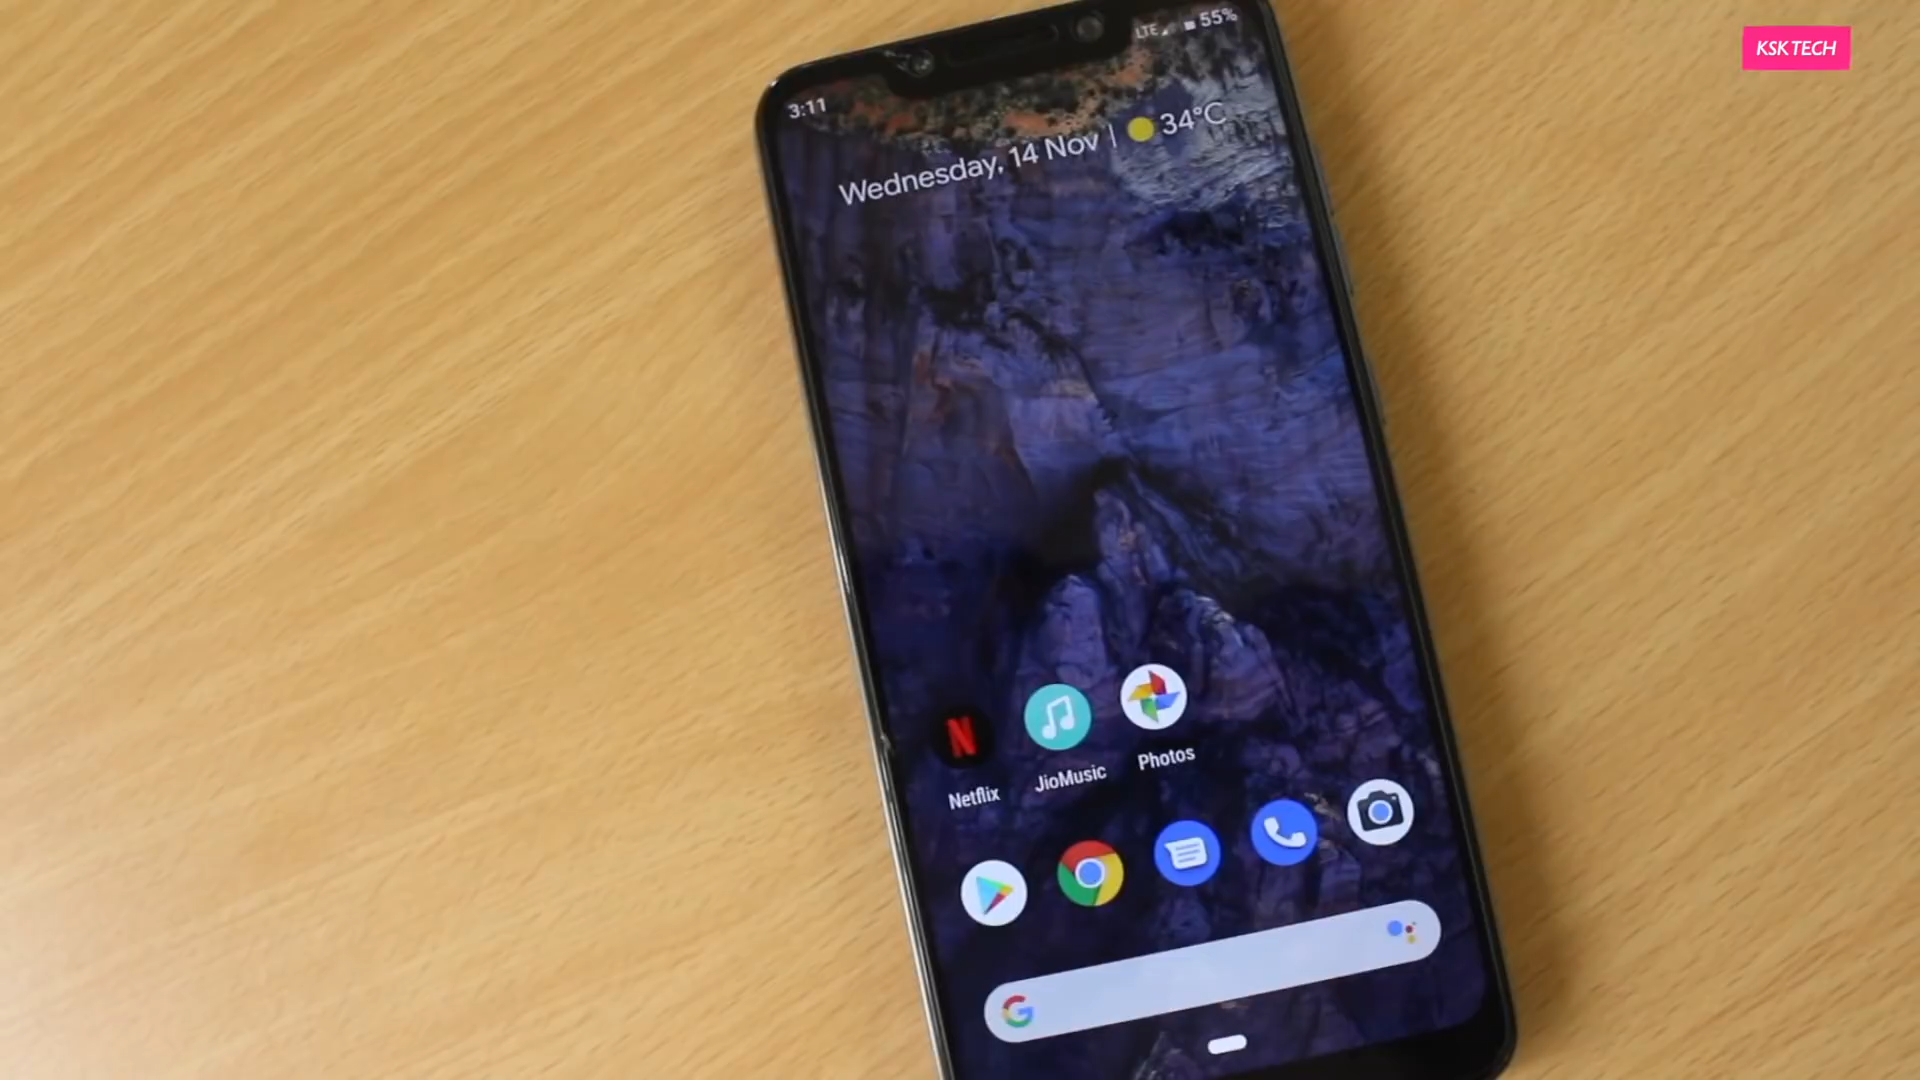 KSK TECH
LTE 55%
3:11
Wednesday, 14 Nov | 34°C
Netflix
JioMusic
Photos